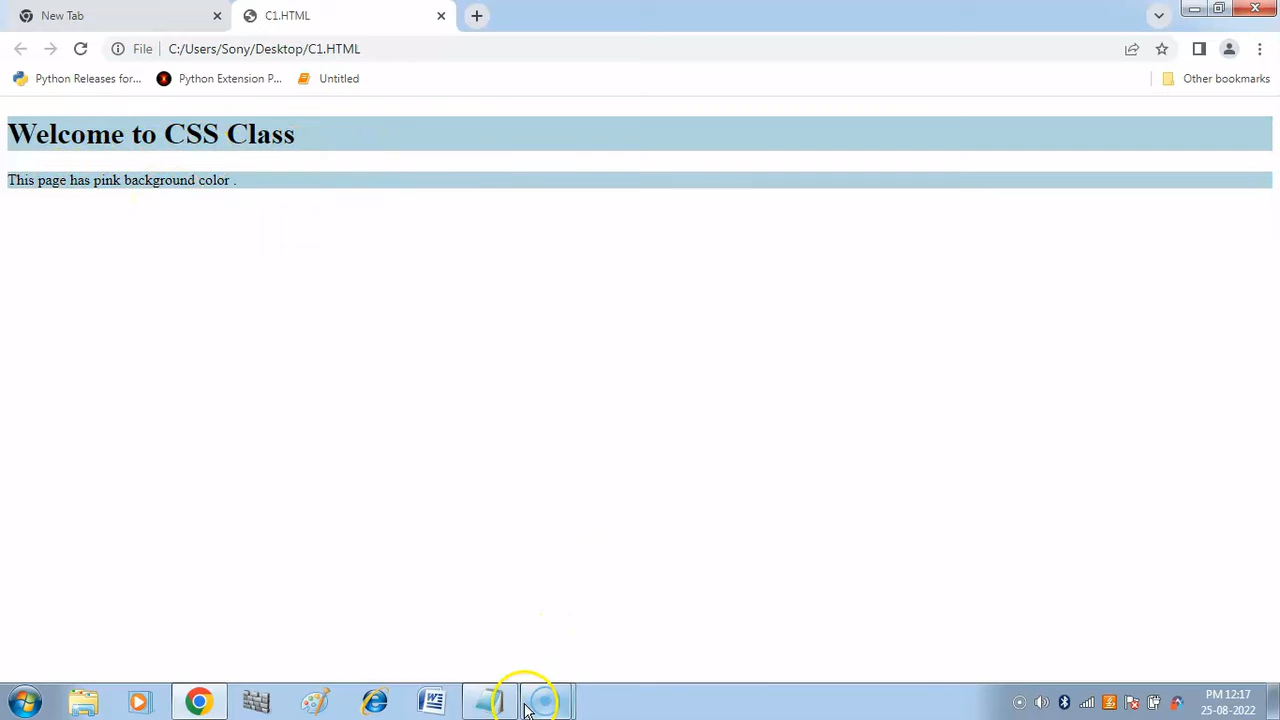 New Tab
C1.HTML
File
C:/Users/Sony/Desktop/C1.HTML
Python Releases for...
Python Extension P...
Untitled
Other bookmarks
Welcome to CSS Class
This page has pink background color .
PM 12:17
25-08-2022